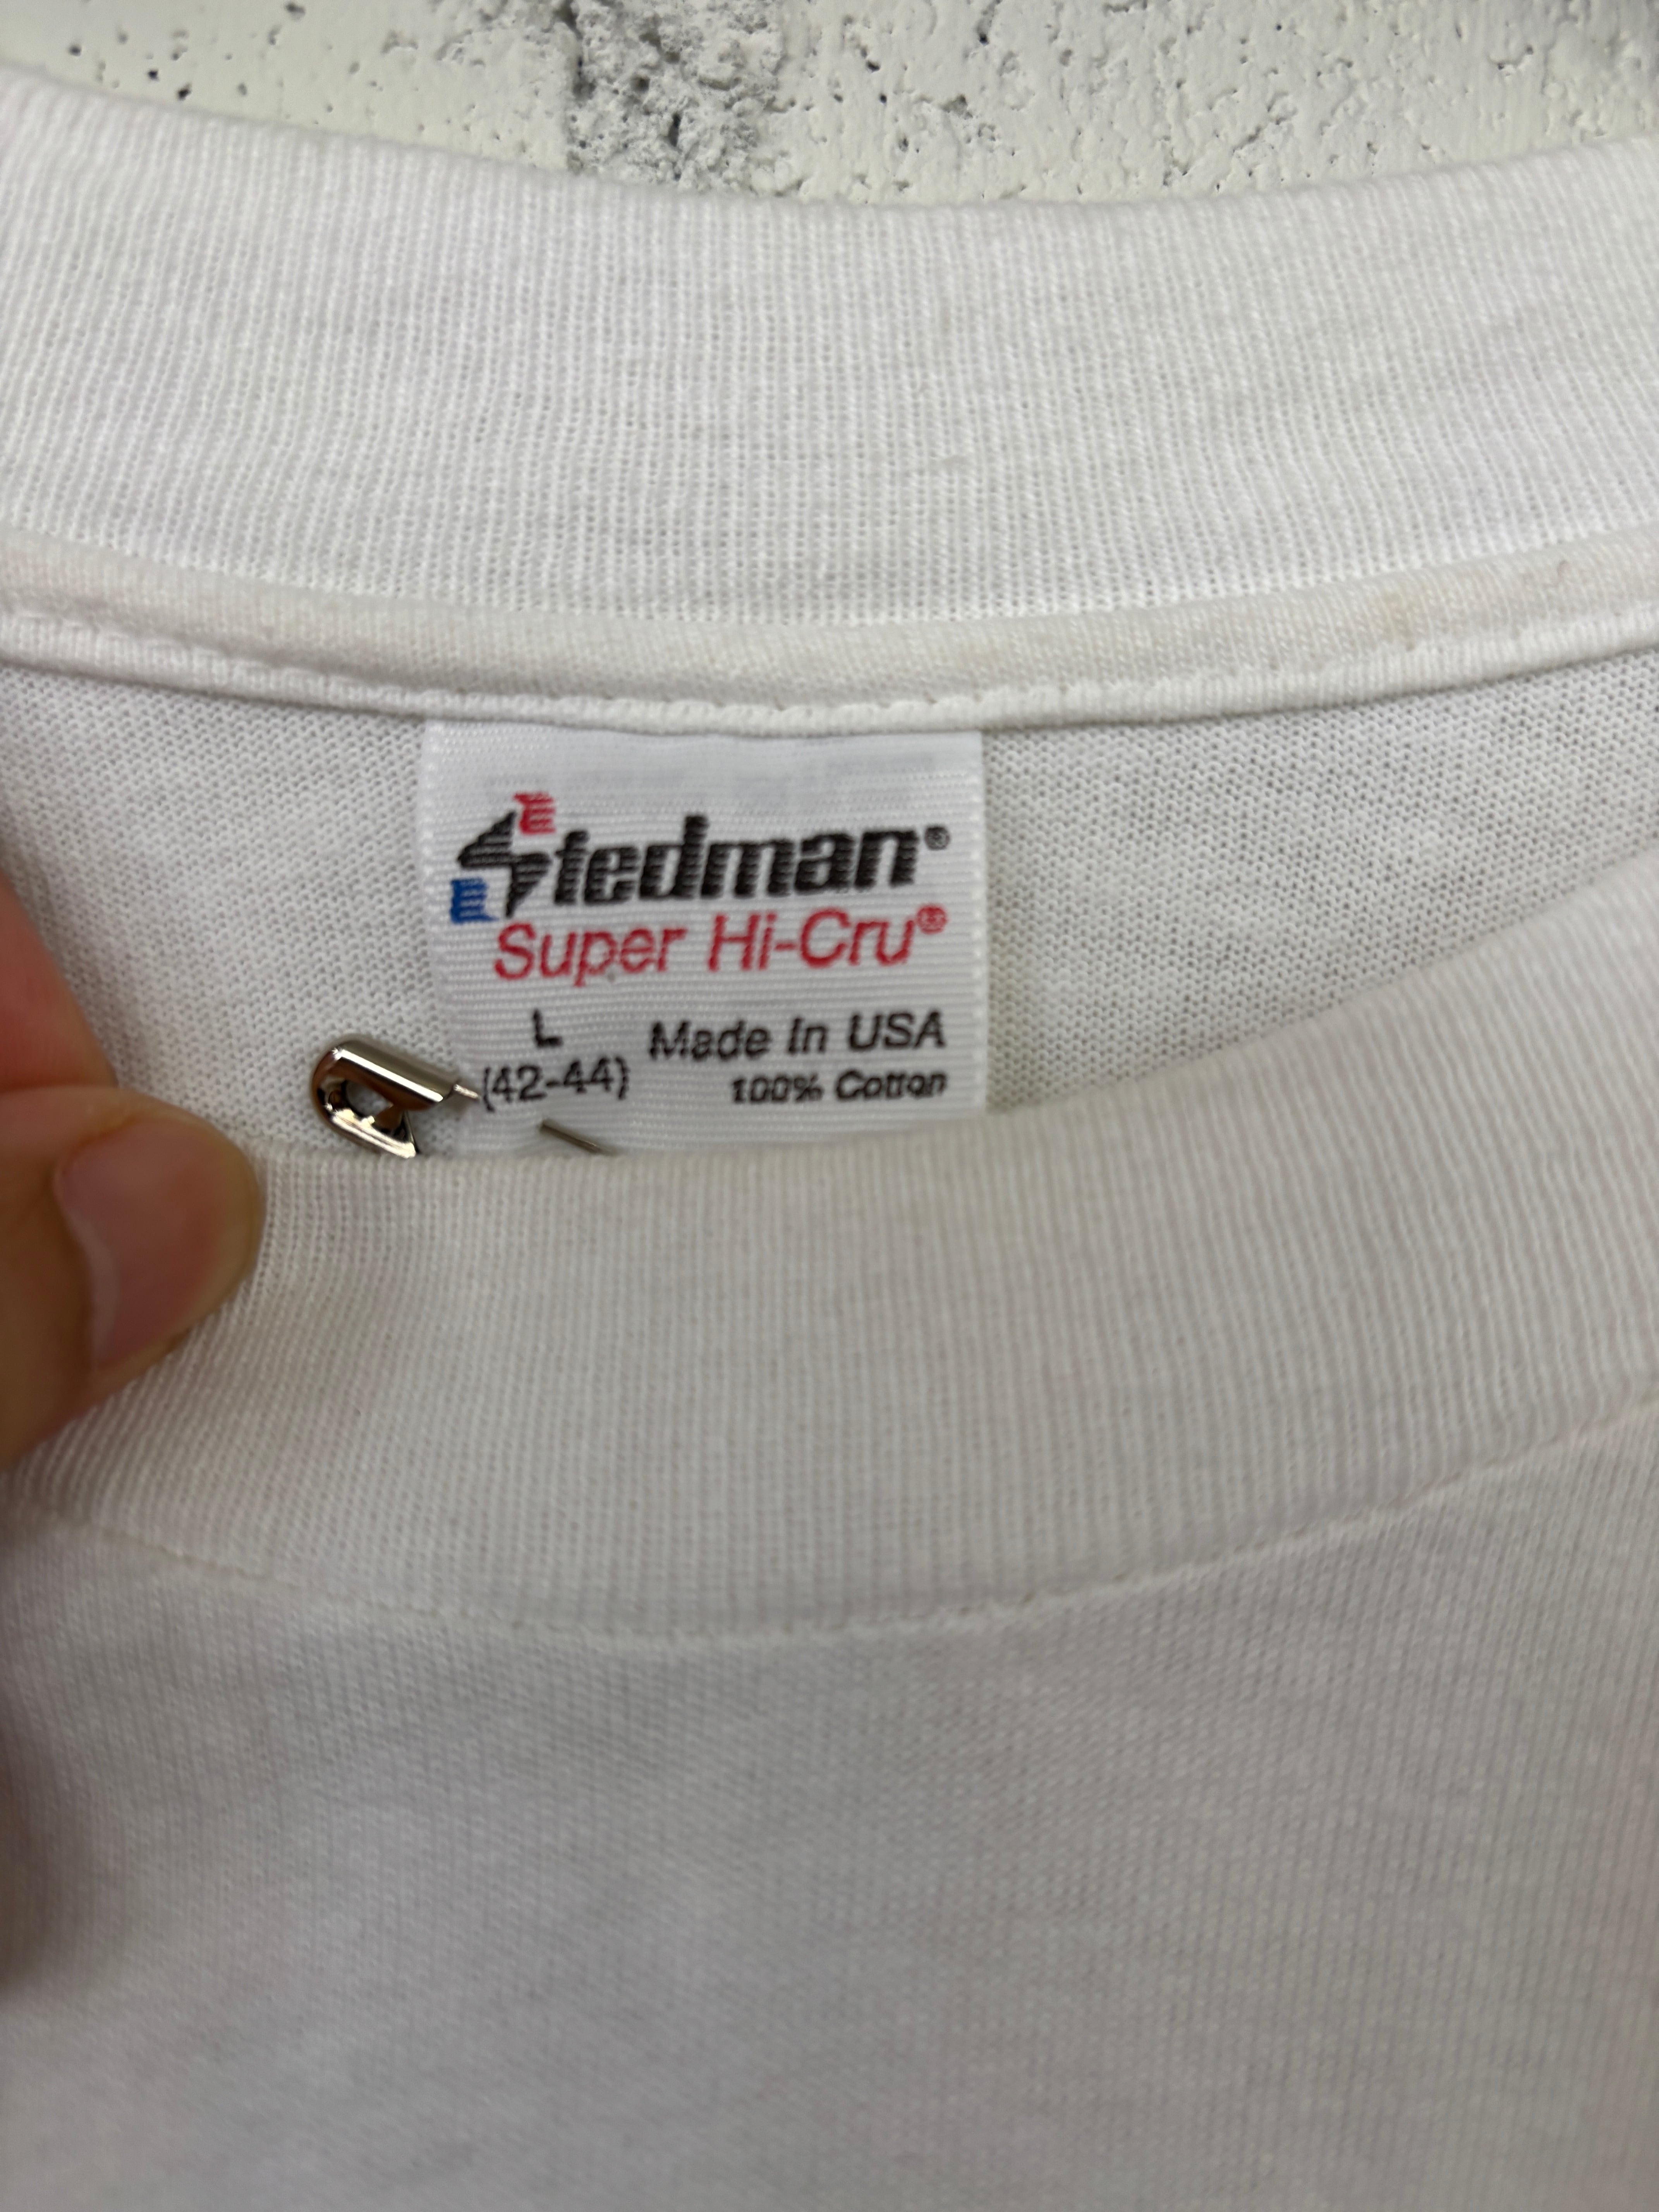 Stedman®
Super Hi-Cru®
L Made In USA
(42-44) 100% Cotton